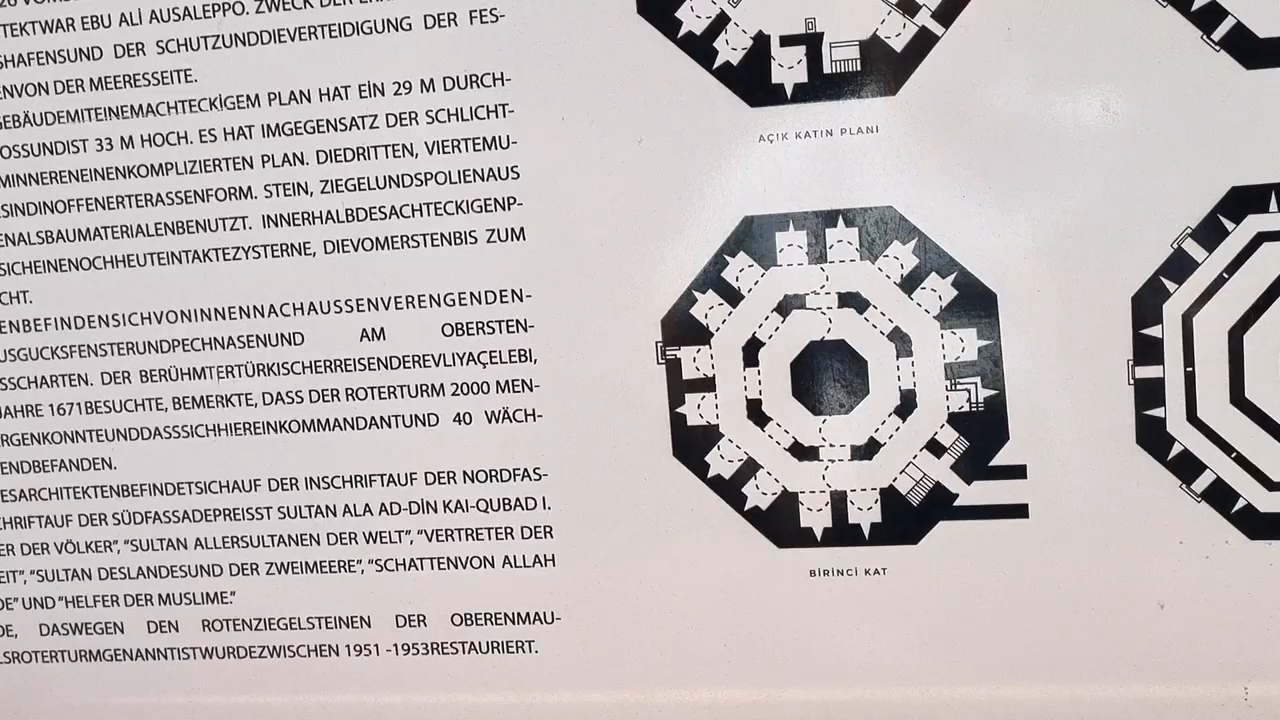 TEKTWAR EBU ALİ AUSALEPPO. ZWECK DER
SHAFENSUND DER SCHUTZUNDDIEVERTEIDIGUNG DER FES-
ENVON DER MEERESSEITE.
GEBÄUDEMITEINEMACHTECKİGEM PLAN HAT EİN 29 M DURCH-
OSSUNDIST 33 M HOCH. ES HAT IMGEGENSATZ DER SCHLICHT-
MINNERENEINENKOMPLIZIERTEN PLAN. DIEDRITTEN, VIERTEMU-
SINDINOFFENERTERASSENFORM. STEIN, ZIEGELUNDSPOLIENAUS
ENALSBAUMATERIALENBENUTZT. INNERHALBDESACHTECKIGENP-
SICHEINENOCHHEUTEINTAKTEZYSTERNE, DIEVOMERSTENBIS ZUM
CHT.
ENBEFINDENSICHVONINNENNACHAUSSENVERENGENDEN-
USGUCKSFENSTERUNDPECHNASENUND AM OBERSTEN-
SSCHARTEN. DER BERÜHMTERTÜRKISCHERREISENDEREVLIYAÇELEBI,
JAHRE 1671BESUCHTE, BEMERKTE, DASS DER ROTERTURM 2000 MEN-
ERGENKONNTEUNDDASSSICHHIEREINKOMMANDANTUND 40 WÄCH-
ENDBEFANDEN.
ESARCHITEKTENBEFINDETSICHAUF DER INSCHRIFTAUF DER NORDFAS-
CHRIFTAUF DER SÜDFASSADEPREISST SULTAN ALA AD-DİN KAI-QUBAD I.
ER DER VÖLKER", "SULTAN ALLERSULTANEN DER WELT", "VERTRETER DER
EIT", "SULTAN DESLANDESUND DER ZWEIMEERE", "SCHATTENVON ALLAH
DE" UND "HELFER DER MUSLIME."
DE, DASWEGEN DEN ROTENZIEGELSTEINEN DER OBERENMAU-
LSROTERTURMGENANNTISTWURDEZWISCHEN 1951 -1953RESTAURIERT.
AÇIK KATIN PLANI
BİRİNCİ KAT